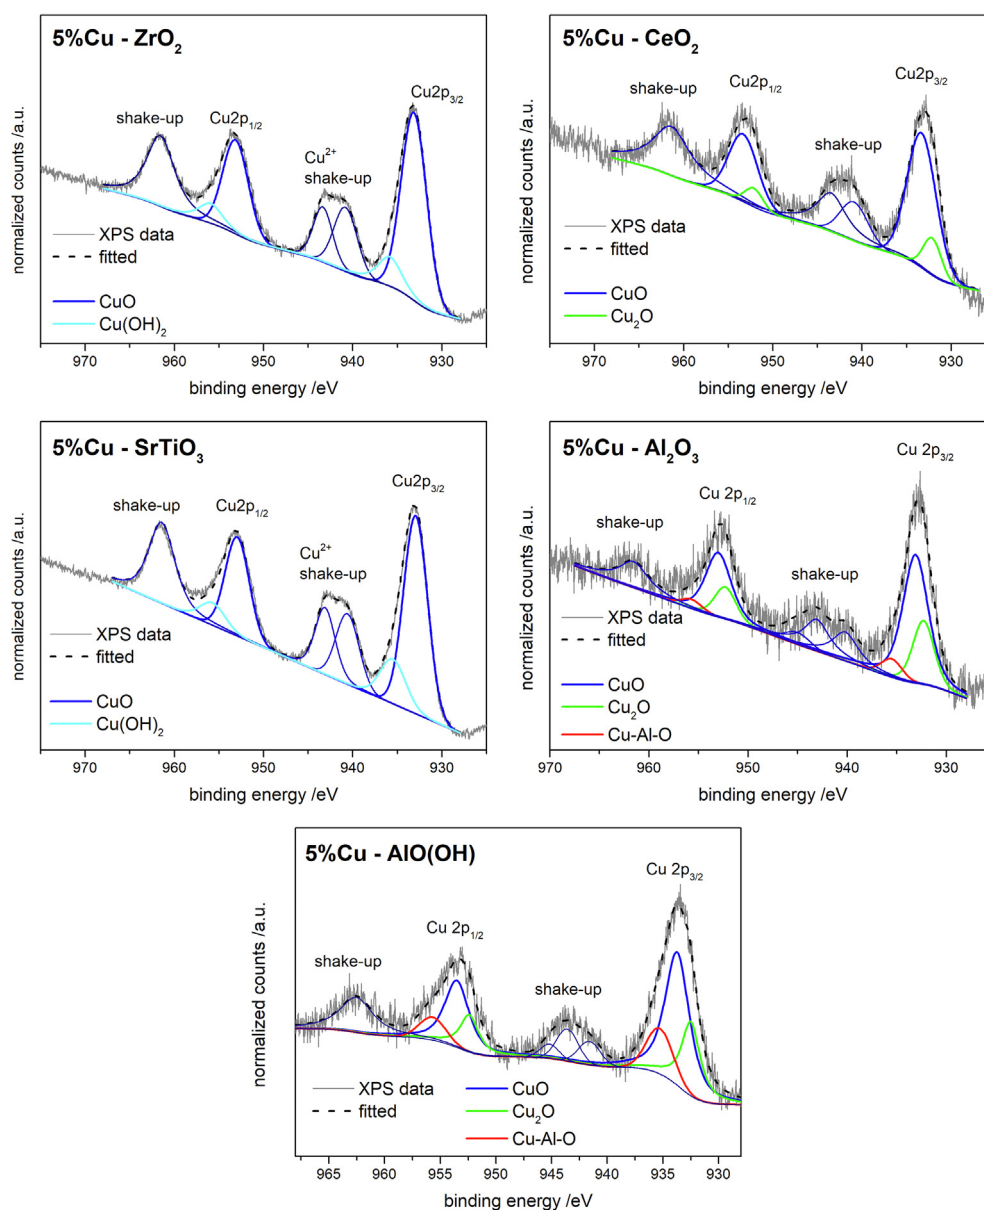 5%Cu - ZrO₂
Cu2p₃/₂
shake-up
Cu2p₁/₂
Cu²⁺
shake-up
XPS data
fitted
CuO
Cu(OH)₂
normalized counts /a.u.
970 960 950 940 930
binding energy /eV
5%Cu - CeO₂
Cu2p₃/₂
shake-up
Cu2p₁/₂
shake-up
XPS data
fitted
CuO
Cu₂O
normalized counts /a.u.
970 960 950 940 930
binding energy /eV
5%Cu - SrTiO₃
Cu2p₃/₂
shake-up
Cu2p₁/₂
Cu²⁺
shake-up
XPS data
fitted
CuO
Cu(OH)₂
normalized counts /a.u.
970 960 950 940 930
binding energy /eV
5%Cu - Al₂O₃
Cu 2p₃/₂
Cu 2p₁/₂
shake-up
shake-up
XPS data
fitted
CuO
Cu₂O
Cu-Al-O
normalized counts /a.u.
970 960 950 940 930
binding energy /eV
5%Cu - AlO(OH)
Cu 2p₃/₂
Cu 2p₁/₂
shake-up
shake-up
XPS data
fitted
CuO
Cu₂O
Cu-Al-O
normalized counts /a.u.
965 960 955 950 945 940 935 930
binding energy /eV